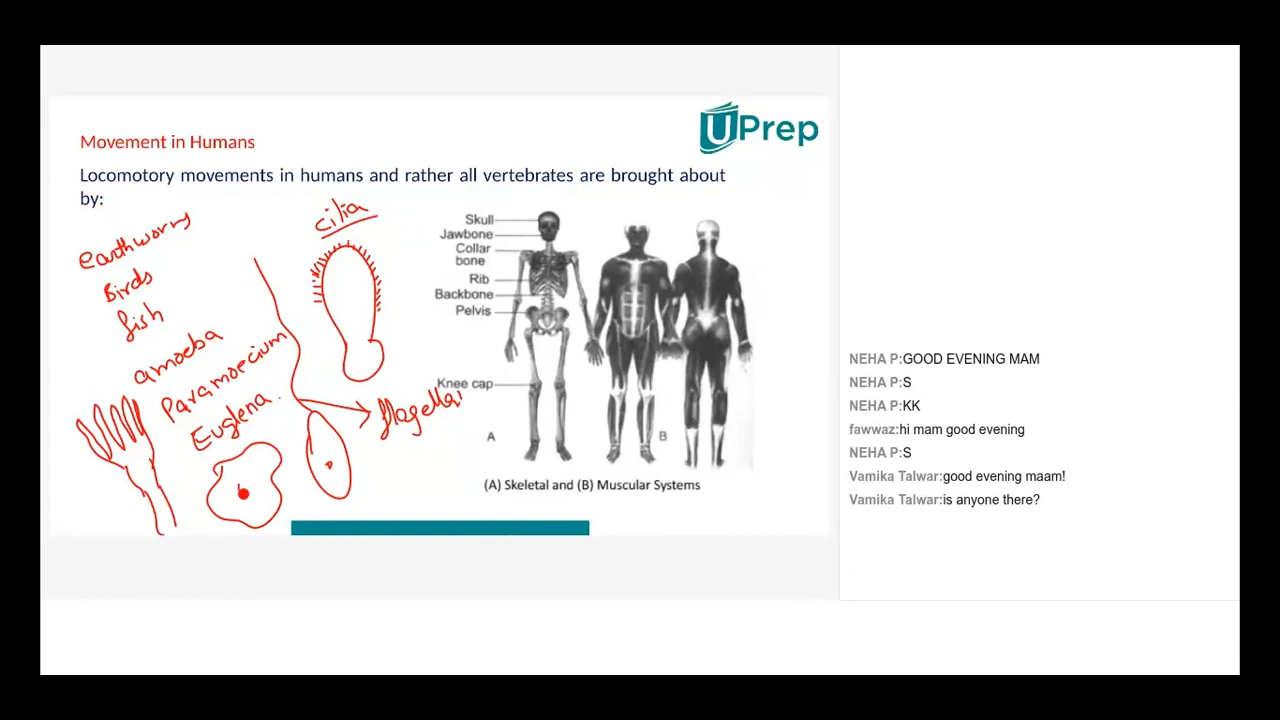 UPrep
Movement in Humans
Locomotory movements in humans and rather all vertebrates are brought about
by:
earthworms
Birds
fish
amoeba
Paramoecium
Euglena
cilia
flagella
Skull
Jawbone
Collar
bone
Rib
Backbone
Pelvis
Knee cap
A
B
(A) Skeletal and (B) Muscular Systems
NEHA P:GOOD EVENING MAM
NEHA P:S
NEHA P:KK
fawwaz:hi mam good evening
NEHA P:S
Vamika Talwar:good evening maam!
Vamika Talwar:is anyone there?